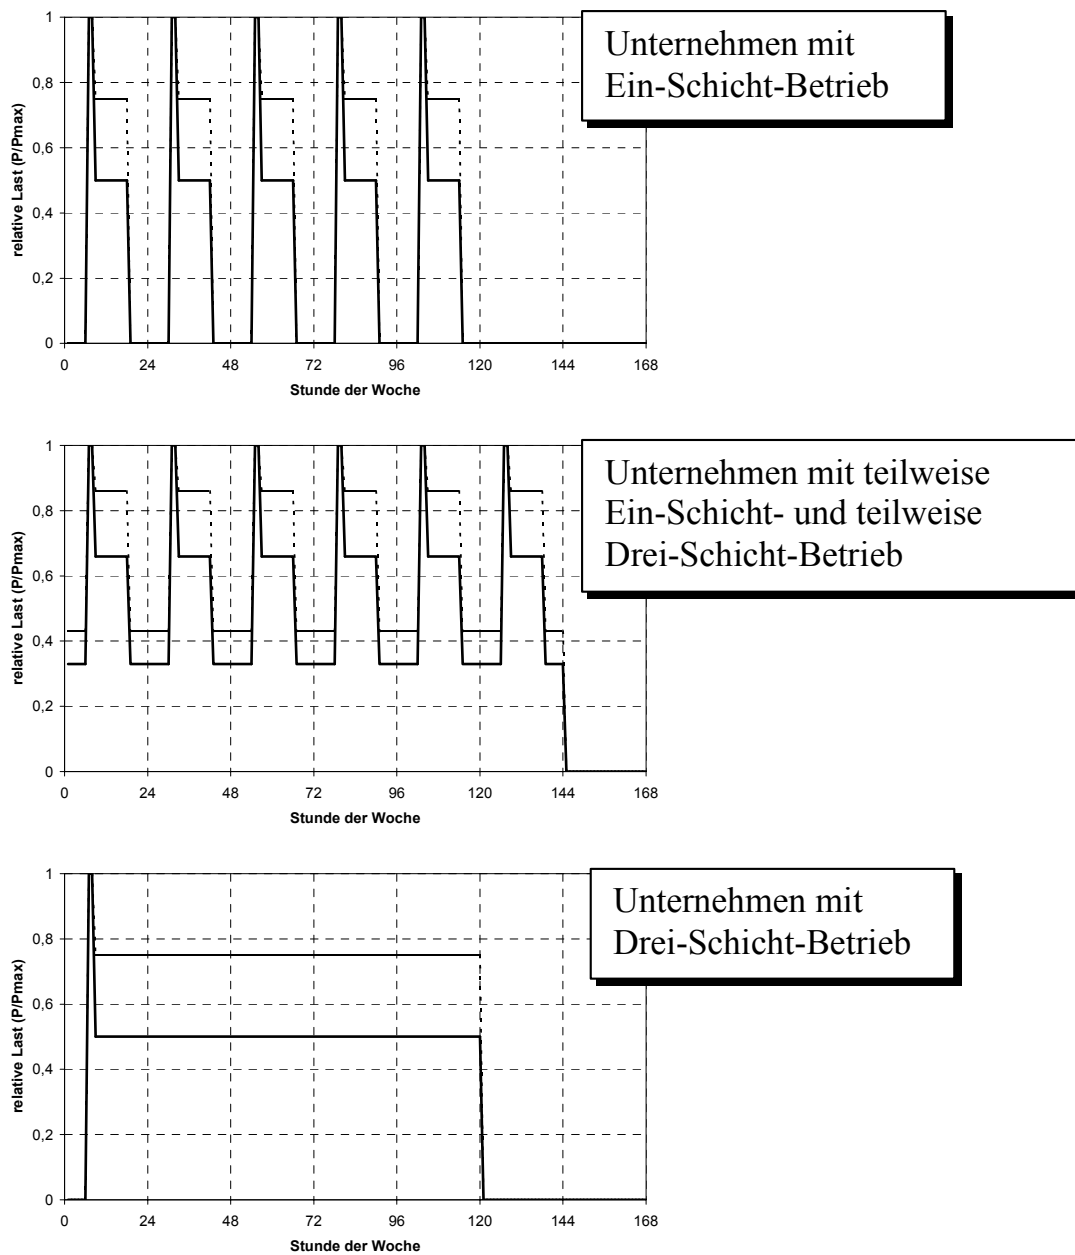 Unternehmen mit
Ein-Schicht-Betrieb
relative Last (P/Pmax)
1
0,8
0,6
0,4
0,2
0
0 24 48 72 96 120 144 168
Stunde der Woche
Unternehmen mit teilweise
Ein-Schicht- und teilweise
Drei-Schicht-Betrieb
relative Last (P/Pmax)
1
0,8
0,6
0,4
0,2
0
0 24 48 72 96 120 144 168
Stunde der Woche
Unternehmen mit
Drei-Schicht-Betrieb
relative Last (P/Pmax)
1
0,8
0,6
0,4
0,2
0
0 24 48 72 96 120 144 168
Stunde der Woche